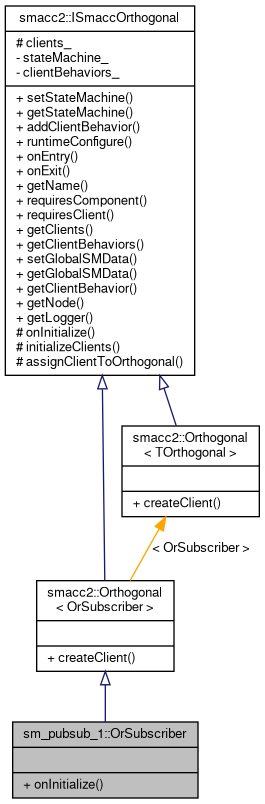 smacc2::ISmaccOrthogonal
# clients_
- stateMachine_
- clientBehaviors_
+ setStateMachine()
+ getStateMachine()
+ addClientBehavior()
+ runtimeConfigure()
+ onEntry()
+ onExit()
+ getName()
+ requiresComponent()
+ requiresClient()
+ getClients()
+ getClientBehaviors()
+ setGlobalSMData()
+ getGlobalSMData()
+ getClientBehavior()
+ getNode()
+ getLogger()
# onInitialize()
# initializeClients()
# assignClientToOrthogonal()
smacc2::Orthogonal
< TOrthogonal >
+ createClient()
< OrSubscriber >
smacc2::Orthogonal
< OrSubscriber >
+ createClient()
sm_pubsub_1::OrSubscriber
+ onInitialize()